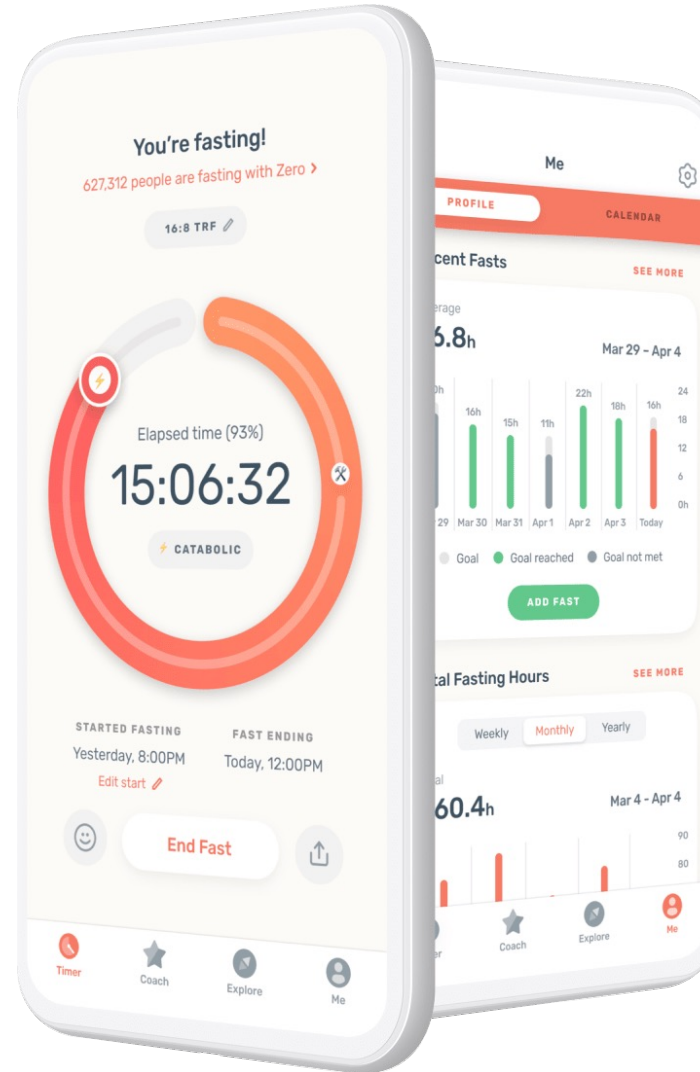 You're fasting!
627,312 people are fasting with Zero >
16:8 TRF
Elapsed time (93%)
15:06:32
CATABOLIC
STARTED FASTING
Yesterday, 8:00PM
Edit start
FAST ENDING
Today, 12:00PM
End Fast
Timer
Coach
Explore
Me
Me
PROFILE
CALENDAR
cent Fasts
SEE MORE
erage
6.8h
Mar 29 - Apr 4
0h
16h
15h
11h
22h
18h
16h
24
18
12
6
0h
29
Mar 30
Mar 31
Apr 1
Apr 2
Apr 3
Today
Goal
Goal reached
Goal not met
ADD FAST
tal Fasting Hours
SEE MORE
Weekly
Monthly
Yearly
al
60.4h
Mar 4 - Apr 4
90
80
er
Coach
Explore
Me